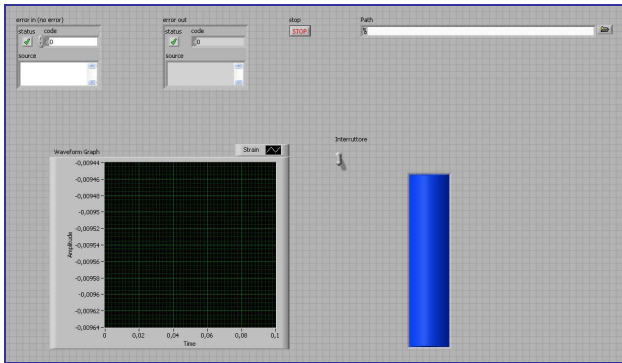 error in (no error)
status code
0
source
error out
status code
0
source
stop
STOP
Path
%
Interruttore
Waveform Graph
Strain
-0,00944
-0,00946
-0,00948
-0,0095
-0,00952
-0,00954
-0,00956
-0,00958
-0,0096
-0,00962
-0,00964
Amplitude
0 0,02 0,04 0,06 0,08 0,1
Time